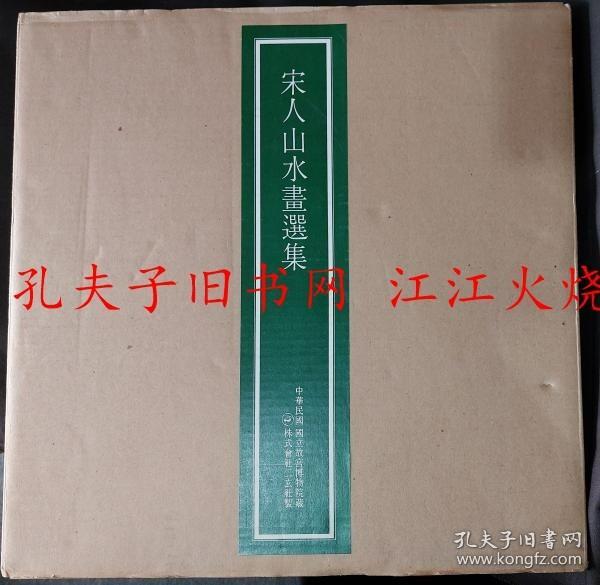 宋人山水畫選集
孔夫子旧书网 江江火烧
中華民國 國立故宮博物院藏
株式會社二玄社製
孔夫子旧书网
www.kongfz.com